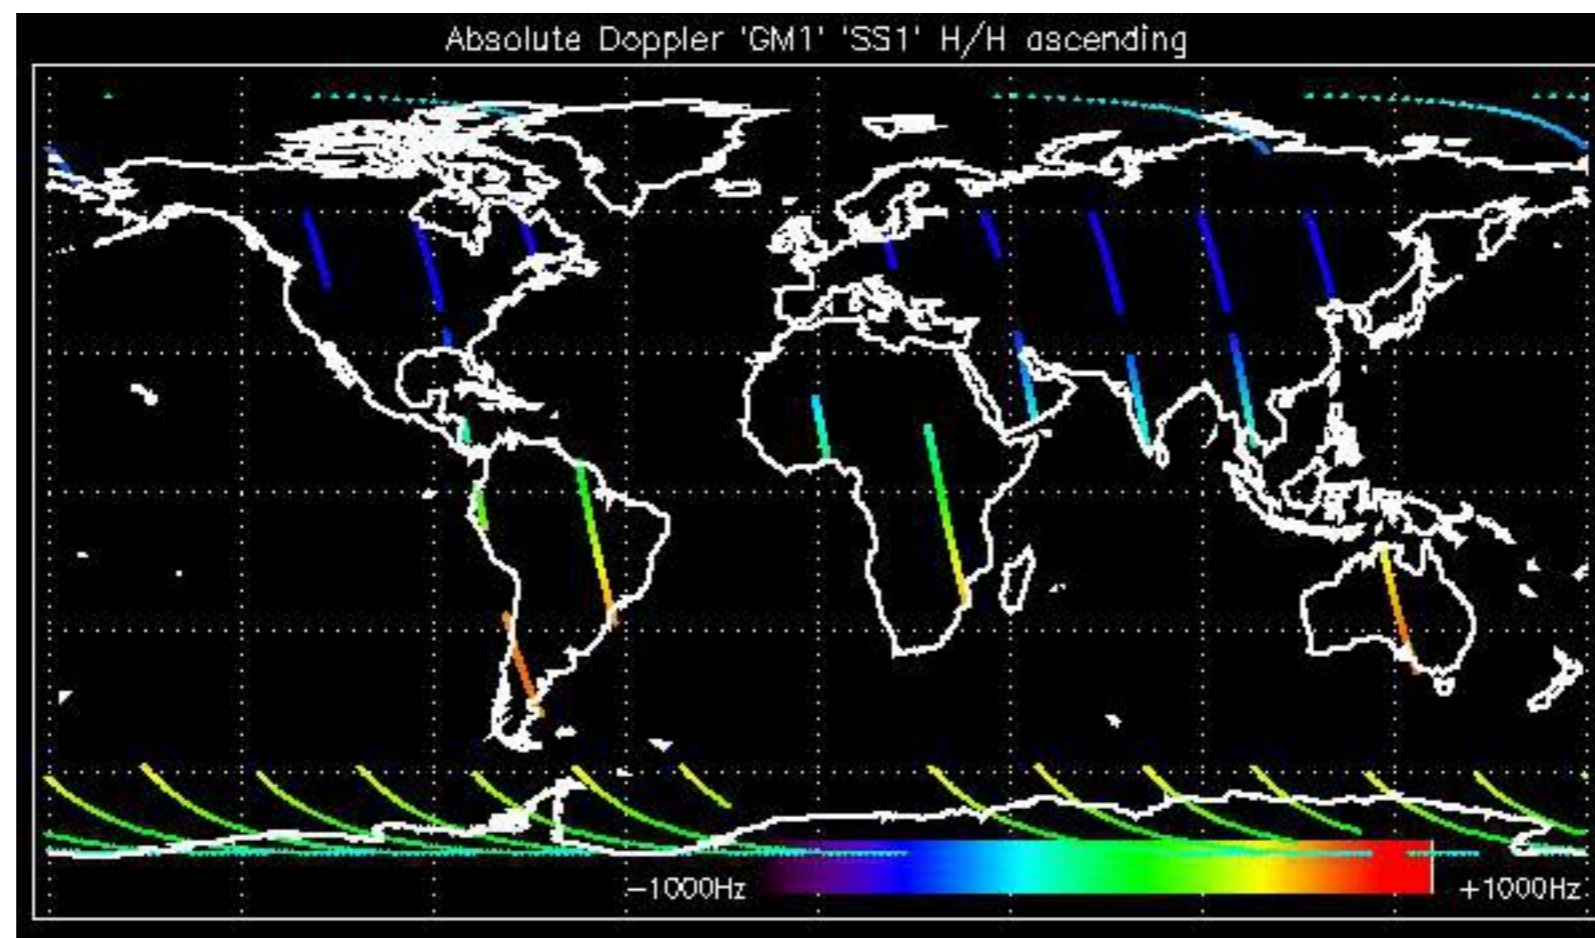 Absolute Doppler 'GM1' 'SS1' H/H ascending
−1000Hz
+1000Hz